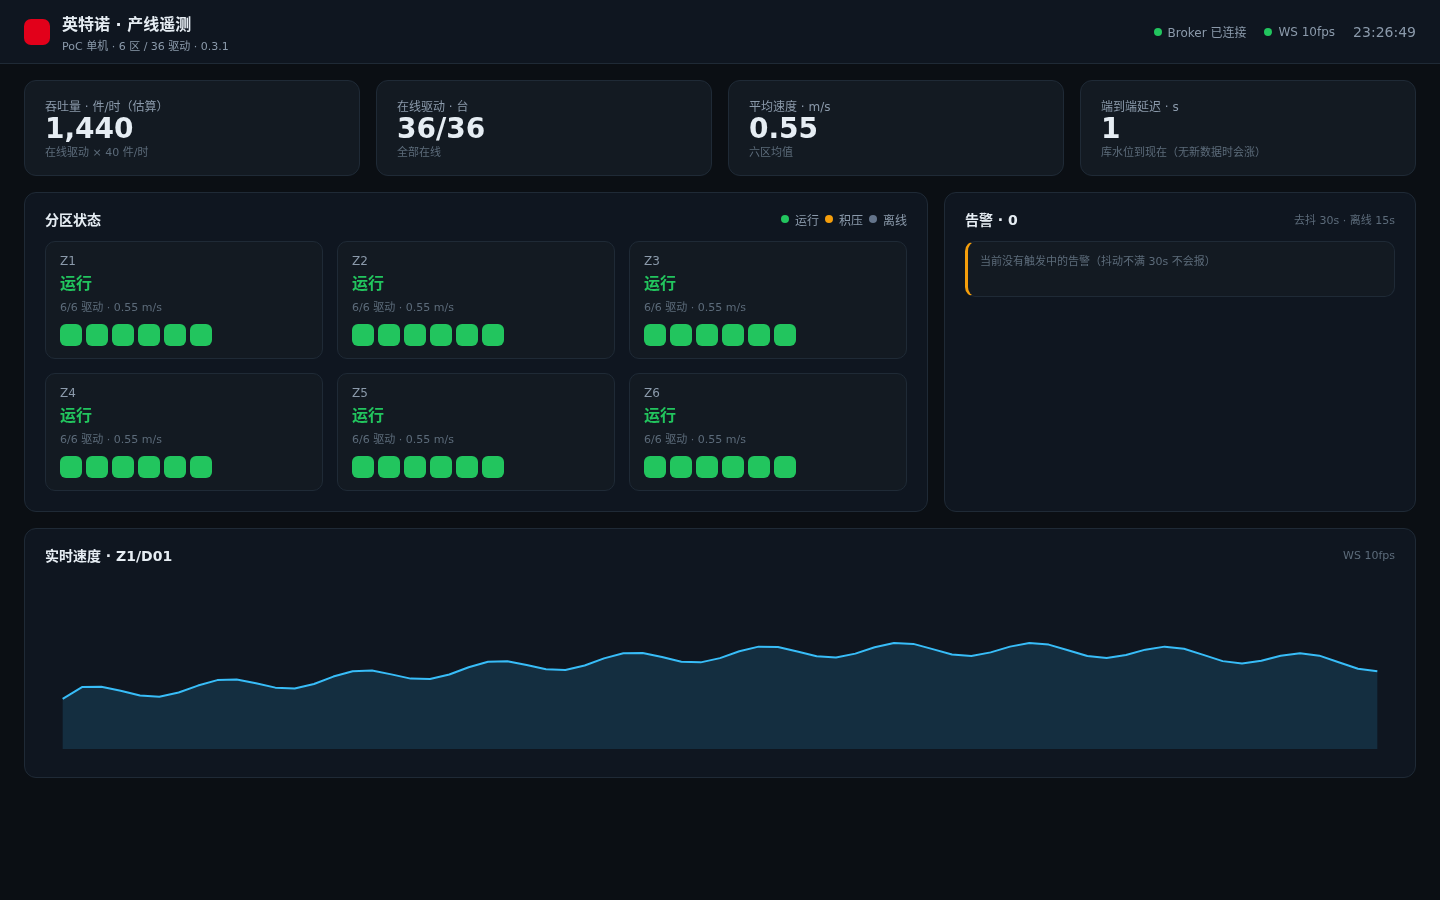 英特诺 · 产线遥测
PoC 单机 · 6 区 / 36 驱动 · 0.3.1
Broker 已连接
WS 10fps
23:26:49
吞吐量 · 件/时（估算）
1,440
在线驱动 × 40 件/时
在线驱动 · 台
36/36
全部在线
平均速度 · m/s
0.55
六区均值
端到端延迟 · s
1
库水位到现在（无新数据时会涨）
分区状态
运行 积压 离线
Z1
运行
6/6 驱动 · 0.55 m/s
Z2
运行
6/6 驱动 · 0.55 m/s
Z3
运行
6/6 驱动 · 0.55 m/s
Z4
运行
6/6 驱动 · 0.55 m/s
Z5
运行
6/6 驱动 · 0.55 m/s
Z6
运行
6/6 驱动 · 0.55 m/s
告警 · 0
去抖 30s · 离线 15s
当前没有触发中的告警（抖动不满 30s 不会报）
实时速度 · Z1/D01
WS 10fps